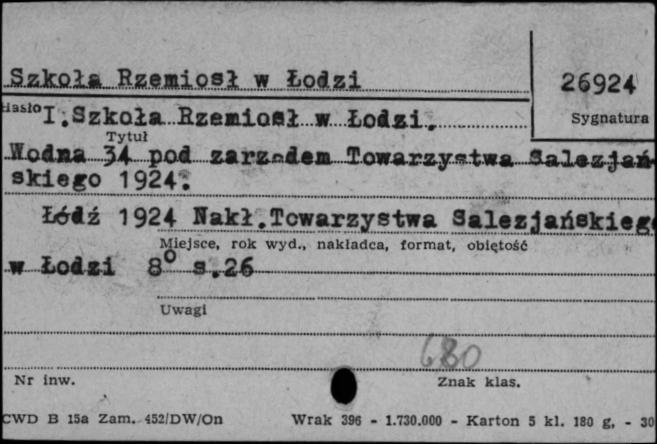 Szkoła Rzemiosł w Łodzi
26924
Hasło I. Szkoła Rzemiosł w Łodzi.
Sygnatura
Tytuł
Wodna 34 pod zarządem Towarzystwa Salezjań-
skiego 1924.
Łódź 1924 Nakł. Towarzystwa Salezjańskiego
Miejsce, rok wyd., nakładca, format, objętość
w Łodzi 8° s.26
Uwagi
680
Nr inw.
Znak klas.
CWD B 15a Zam. 452/DW/On Wrak 396 - 1.730.000 - Karton 5 kl. 180 g, - 30